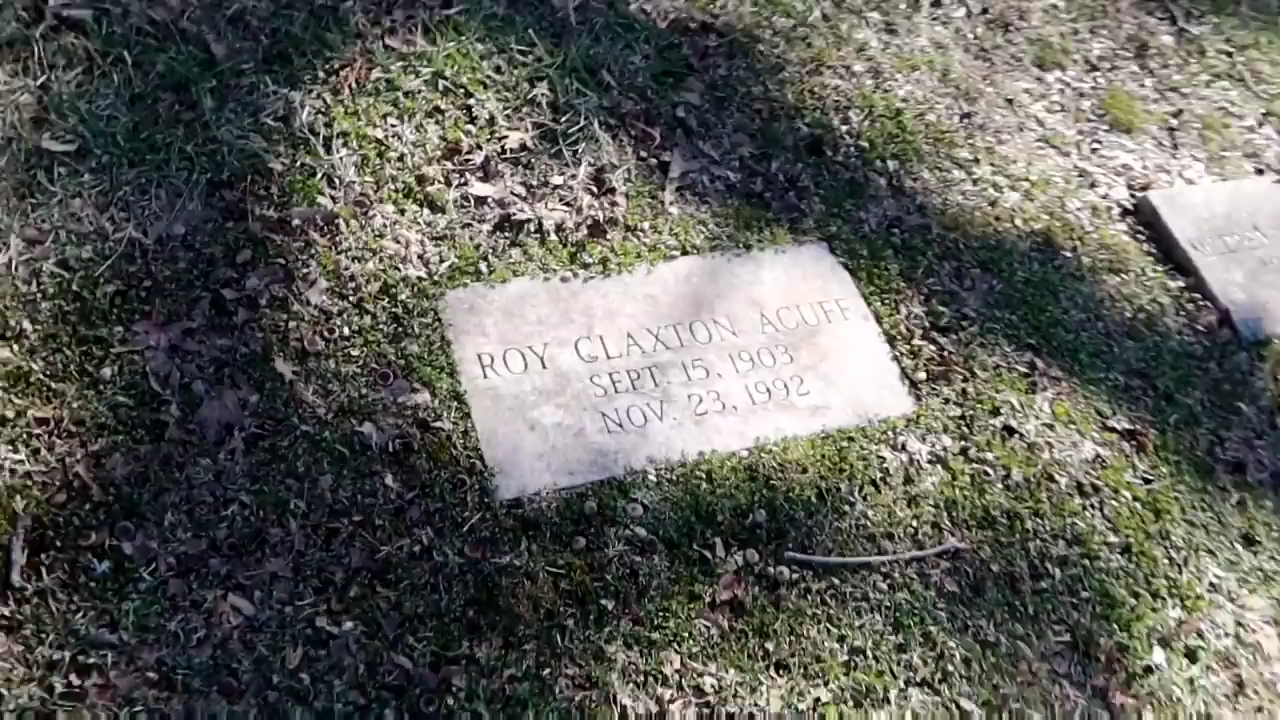 ROY CLAXTON ACUFF
SEPT. 15, 1903
NOV. 23, 1992